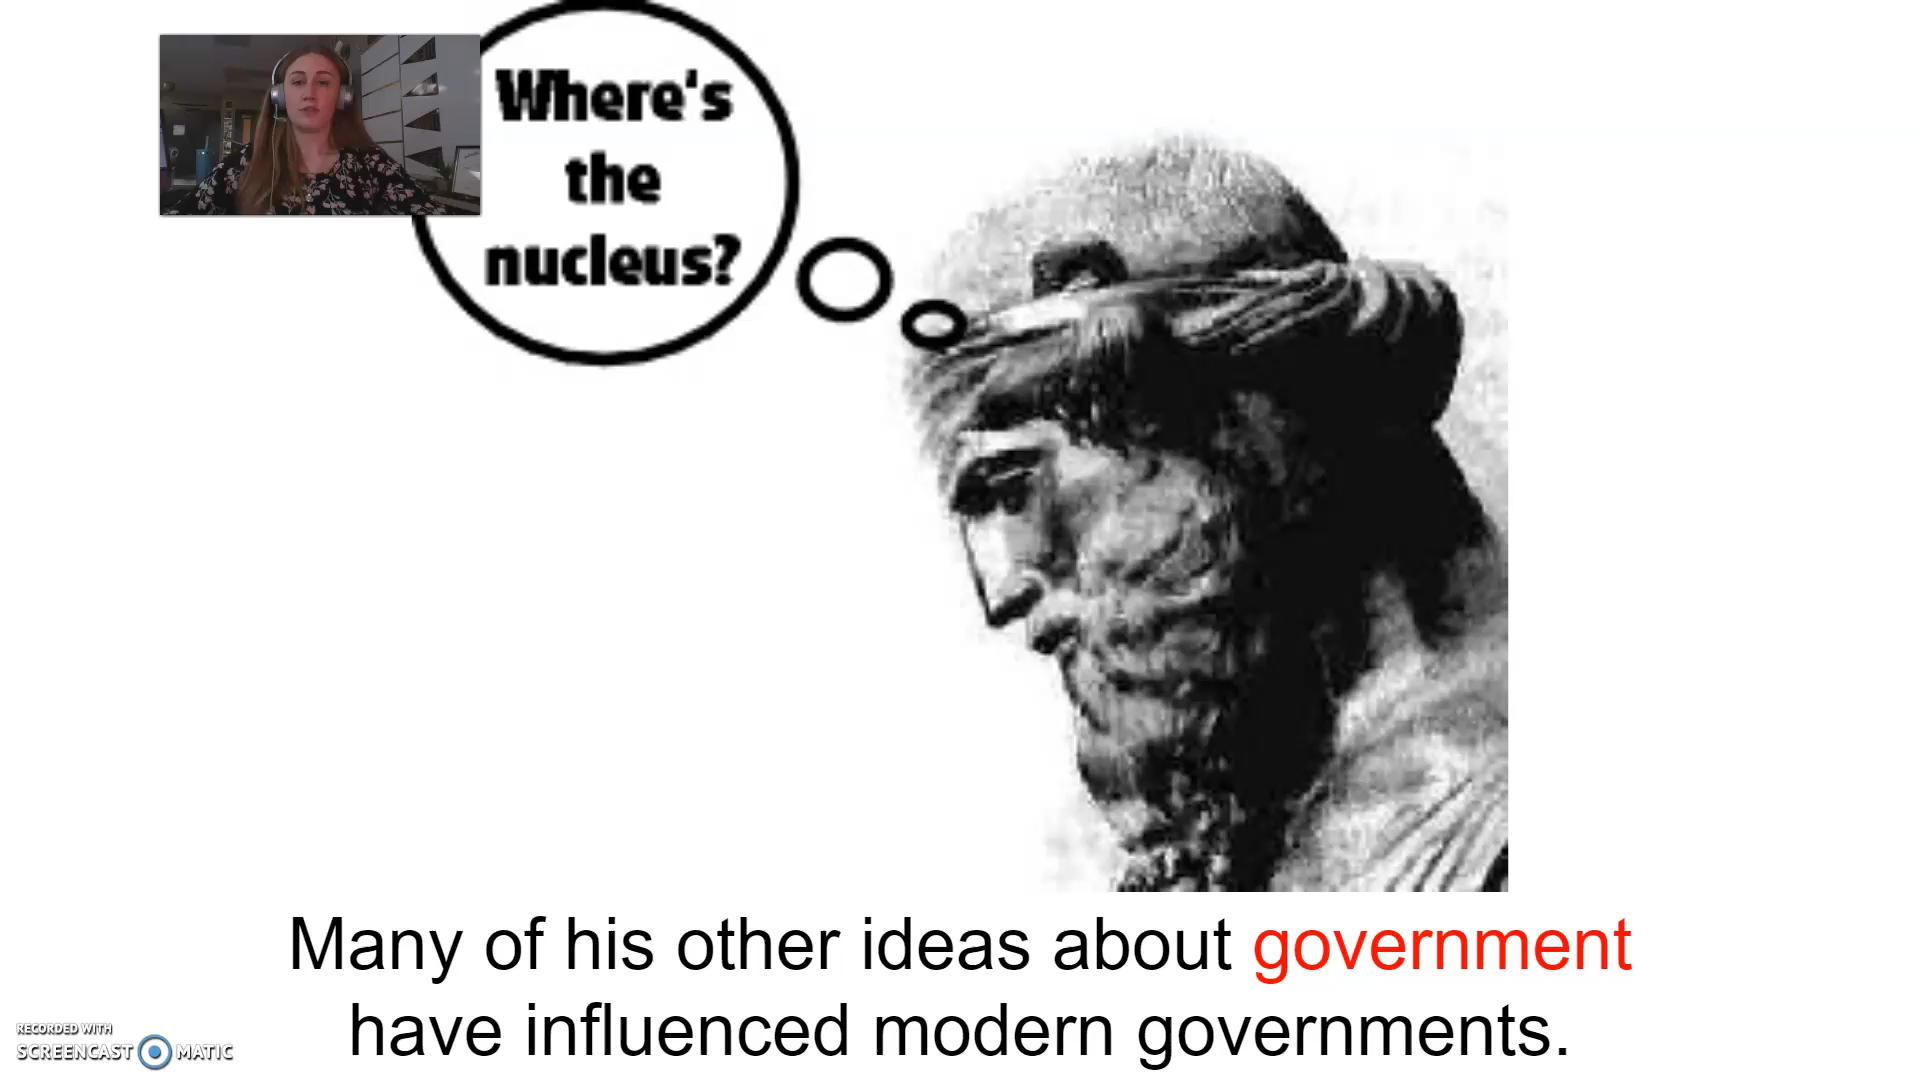 Where's
the
nucleus?
Many of his other ideas about government
have influenced modern governments.
RECORDED WITH
SCREENCAST MATIC